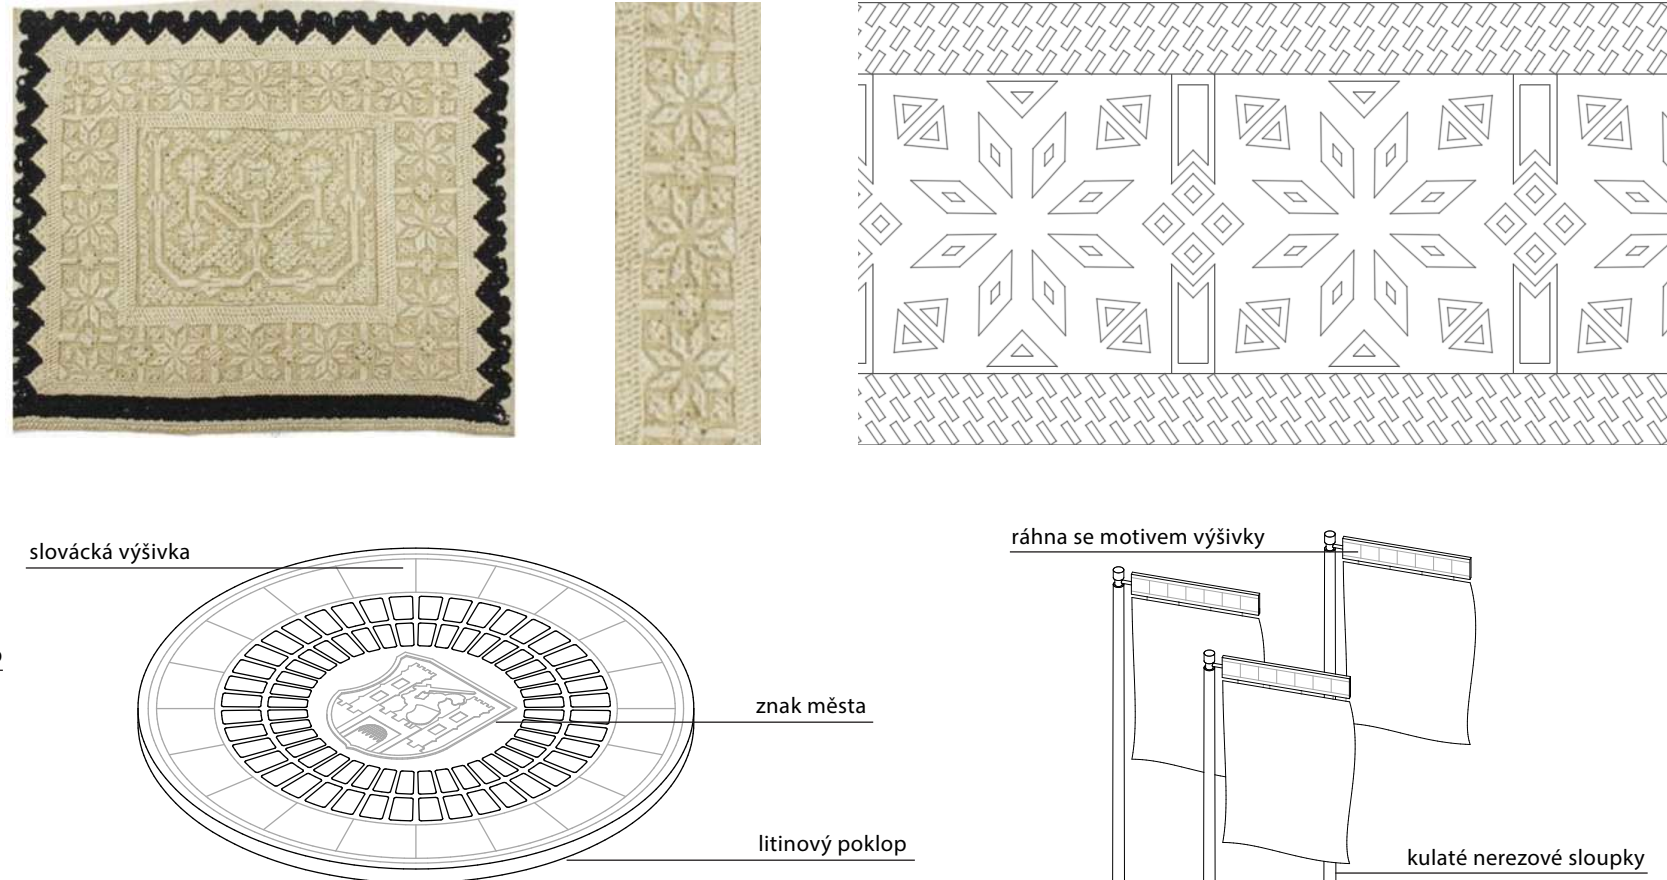 slovácká výšivka
ráhna se motivem výšivky
znak města
litinový poklop
kulaté nerezové sloupky